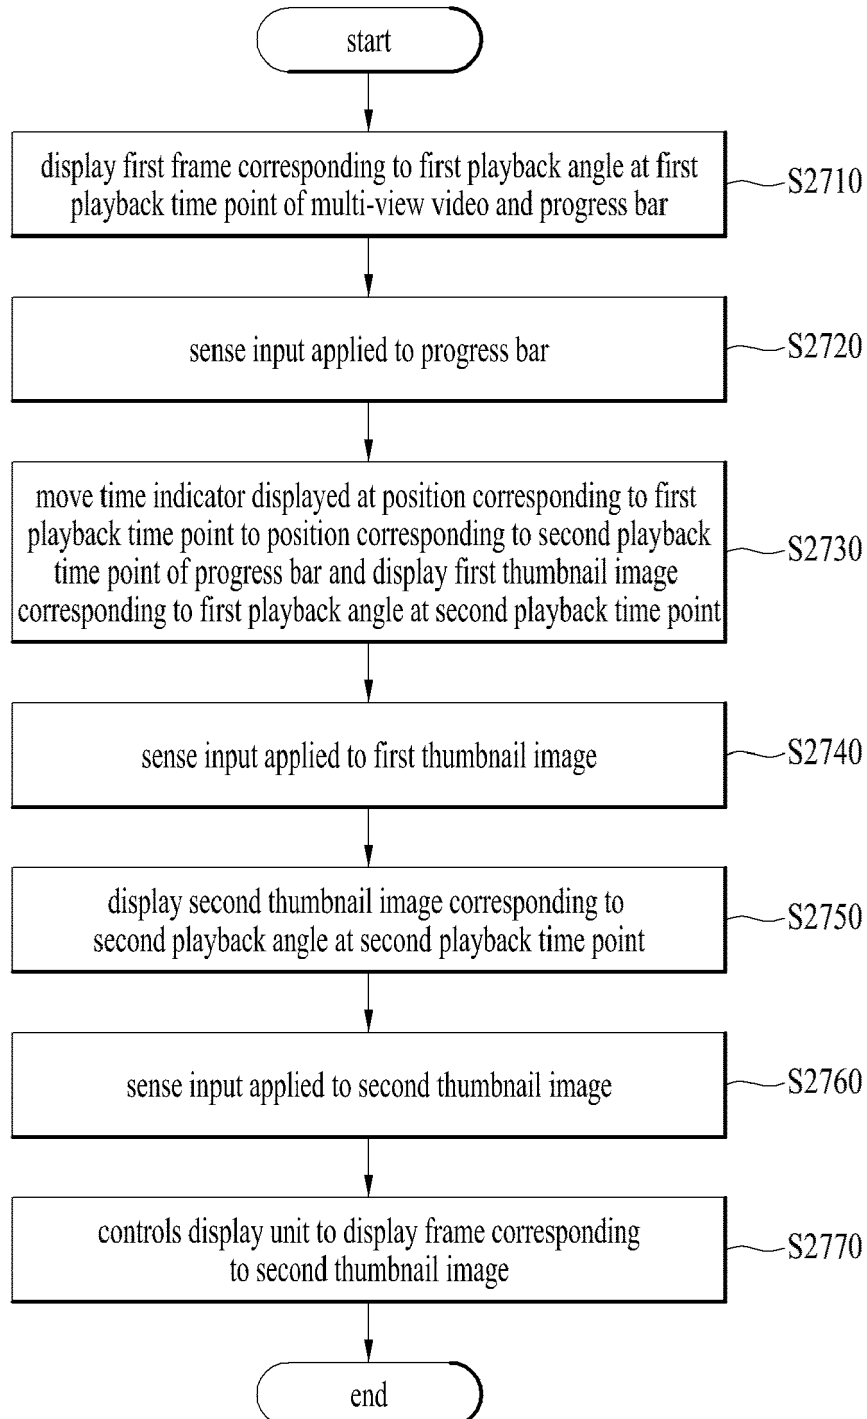 start
display first frame corresponding to first playback angle at first
playback time point of multi-view video and progress bar
S2710
sense input applied to progress bar
S2720
move time indicator displayed at position corresponding to first
playback time point to position corresponding to second playback
time point of progress bar and display first thumbnail image
corresponding to first playback angle at second playback time point
S2730
sense input applied to first thumbnail image
S2740
display second thumbnail image corresponding to
second playback angle at second playback time point
S2750
sense input applied to second thumbnail image
S2760
controls display unit to display frame corresponding
to second thumbnail image
S2770
end